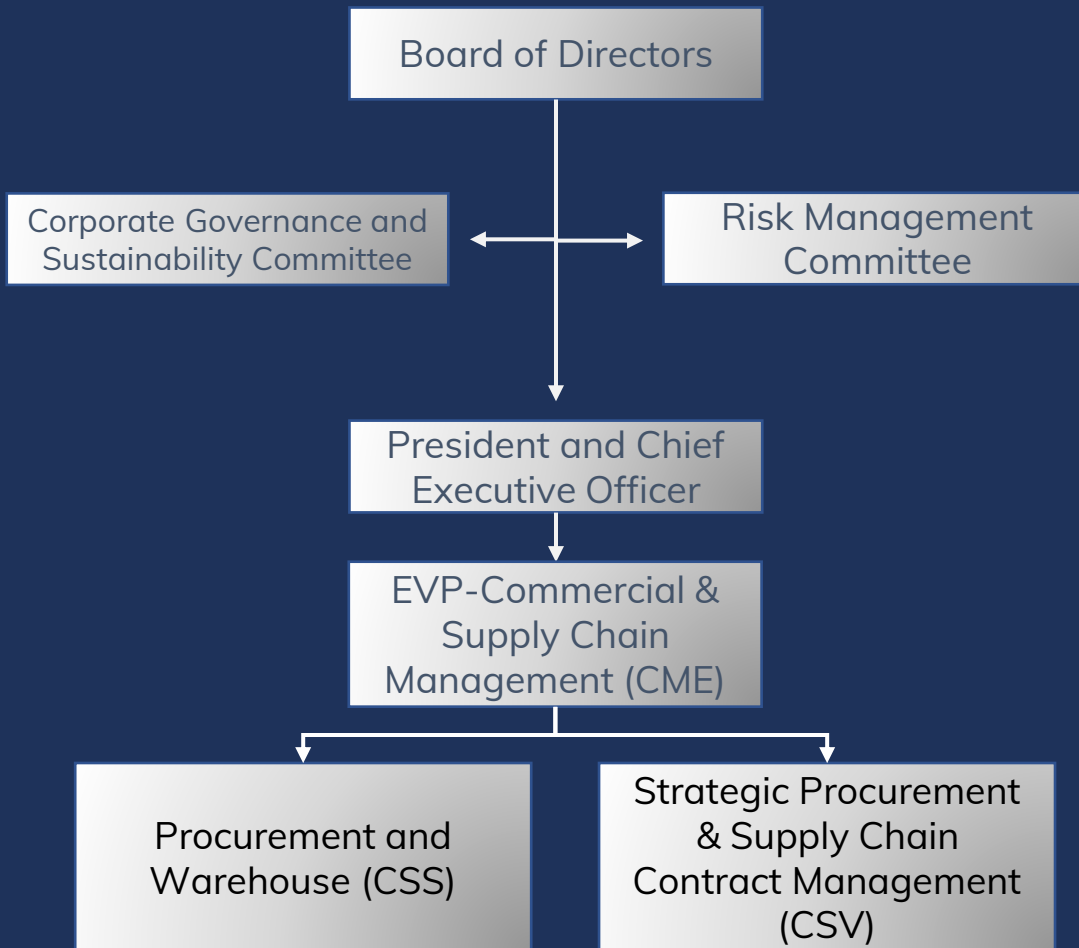 Board of Directors
Corporate Governance and
Sustainability Committee
Risk Management
Committee
President and Chief
Executive Officer
EVP-Commercial &
Supply Chain
Management (CME)
Procurement and
Warehouse (CSS)
Strategic Procurement
& Supply Chain
Contract Management
(CSV)